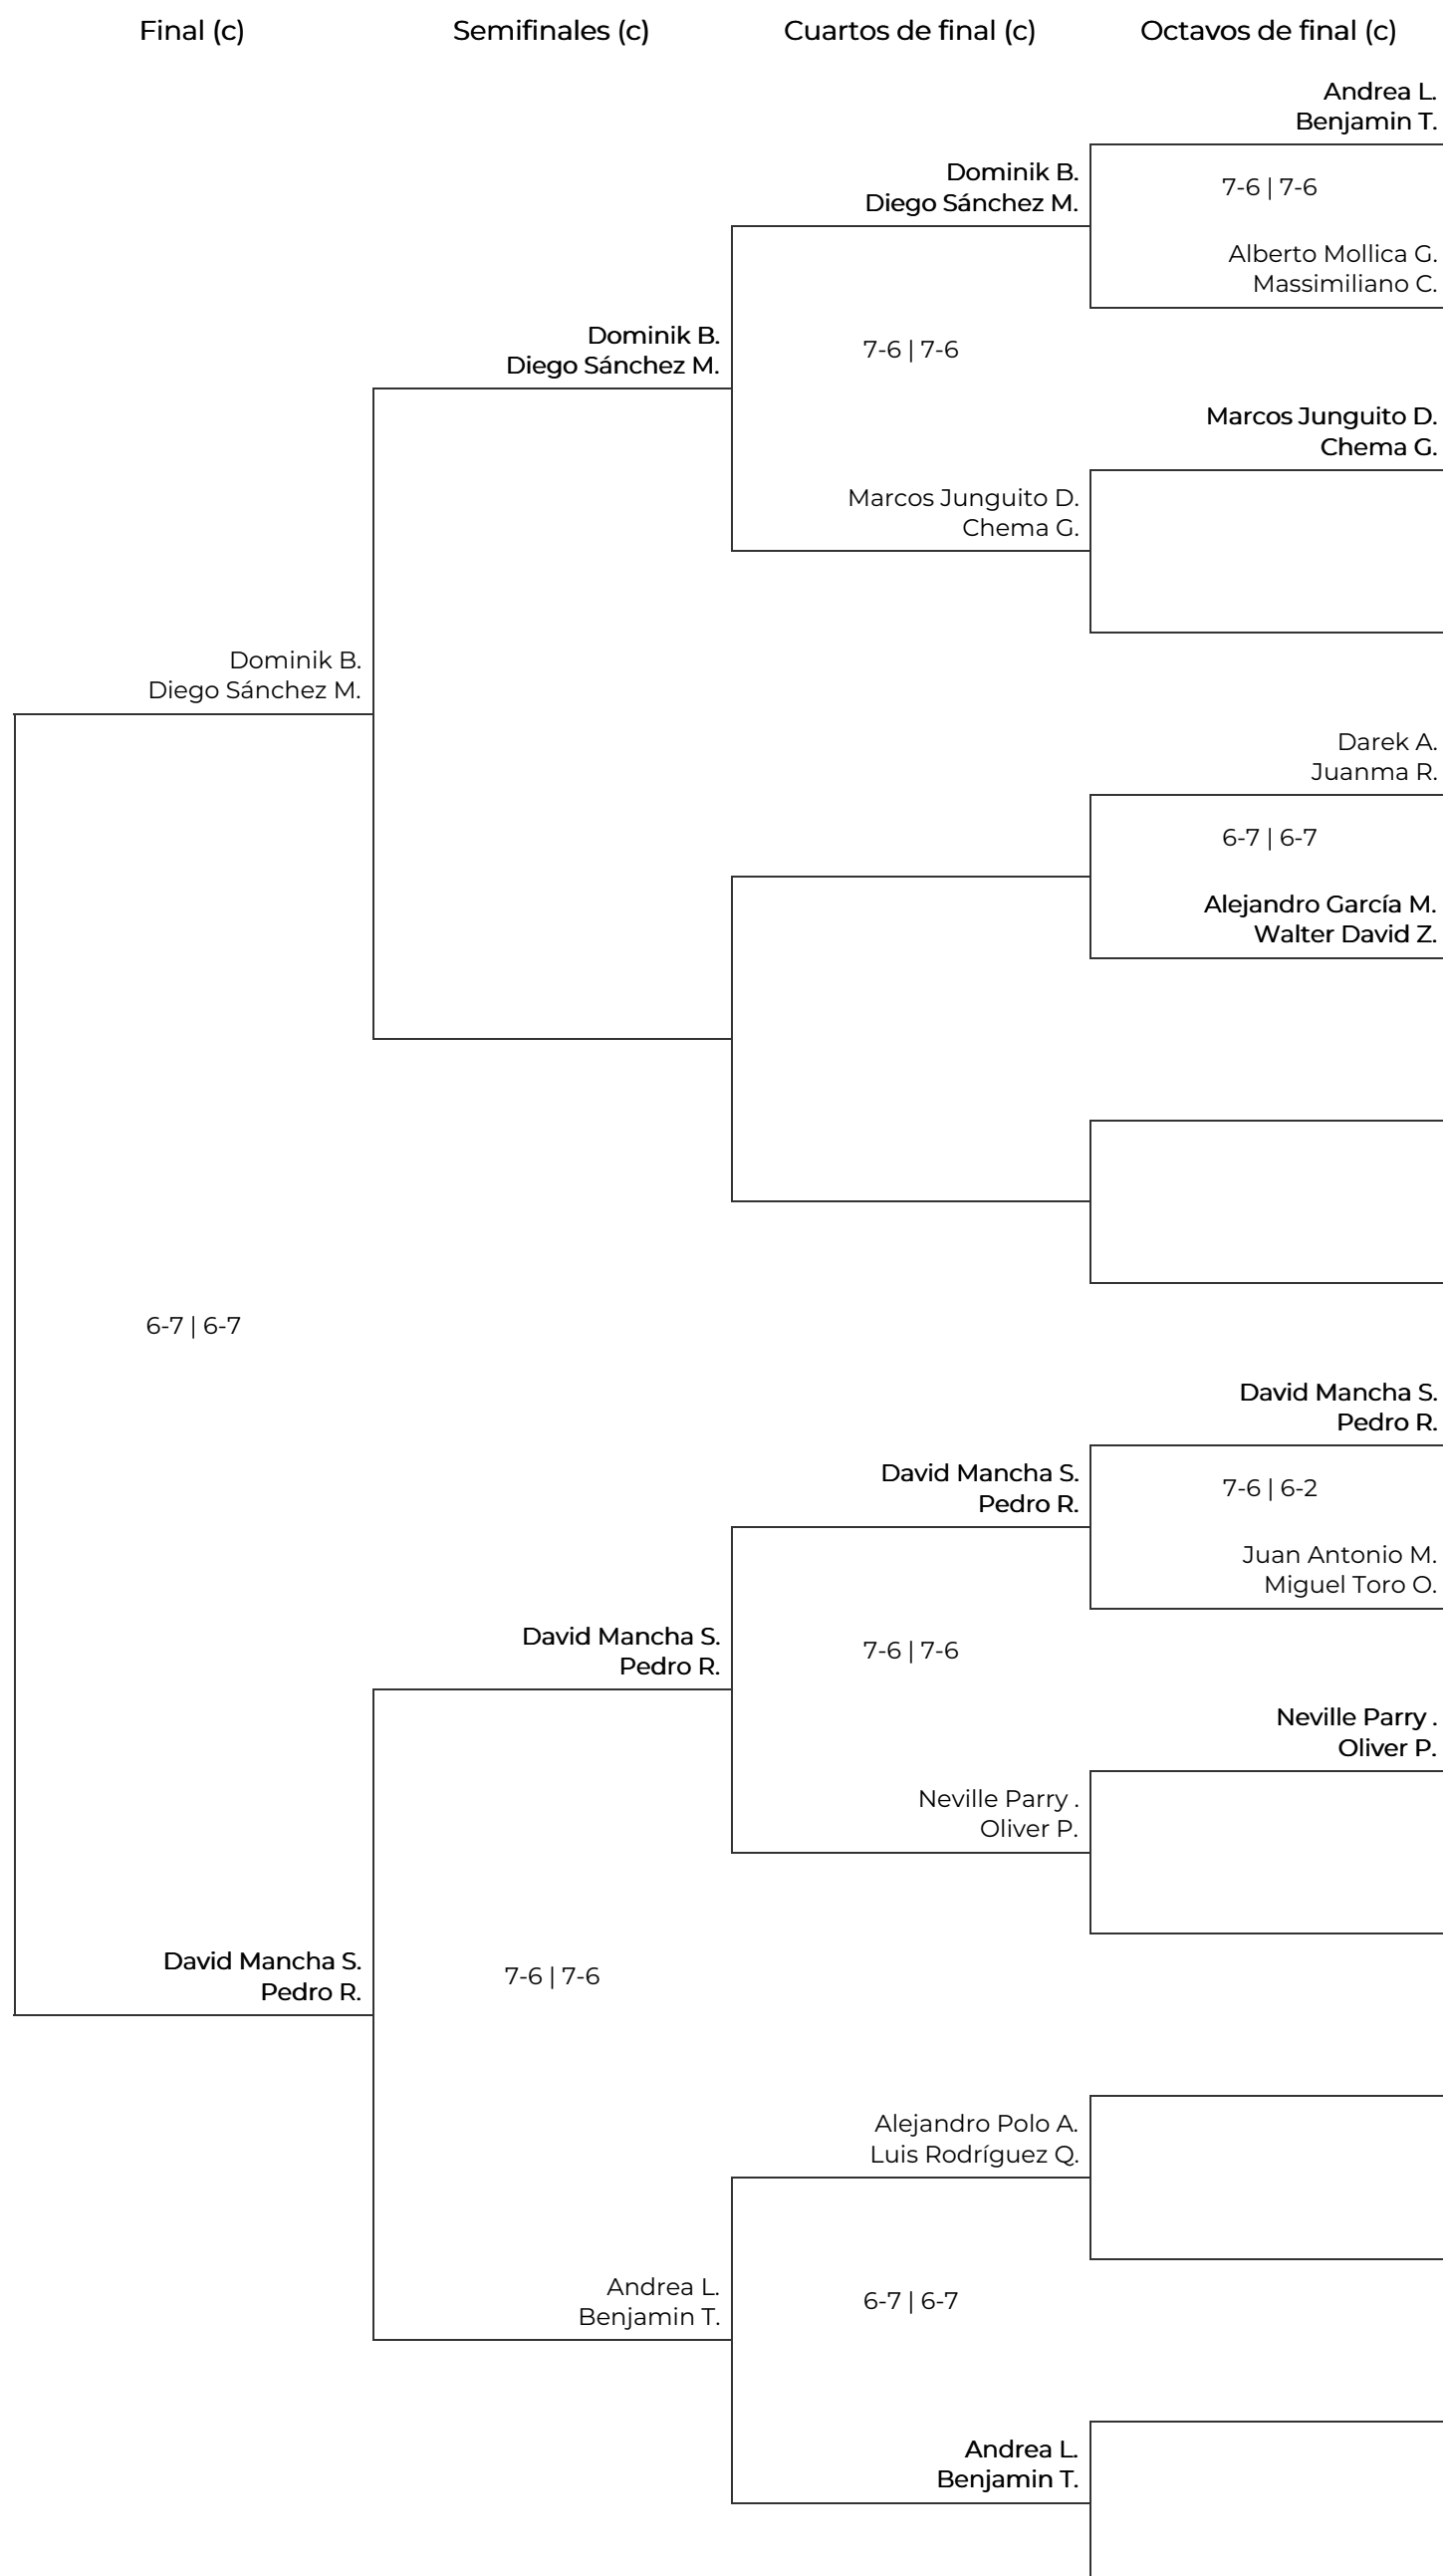 Final (c)
Semifinales (c)
Cuartos de final (c)
Octavos de final (c)
Andrea L.
Benjamin T.
Dominik B.
Diego Sánchez M.
7-6 | 7-6
Alberto Mollica G.
Massimiliano C.
Dominik B.
Diego Sánchez M.
7-6 | 7-6
Marcos Junguito D.
Chema G.
Marcos Junguito D.
Chema G.
Dominik B.
Diego Sánchez M.
Darek A.
Juanma R.
6-7 | 6-7
Alejandro García M.
Walter David Z.
6-7 | 6-7
David Mancha S.
Pedro R.
David Mancha S.
Pedro R.
7-6 | 6-2
Juan Antonio M.
Miguel Toro O.
David Mancha S.
Pedro R.
7-6 | 7-6
Neville Parry .
Oliver P.
Neville Parry .
Oliver P.
David Mancha S.
Pedro R.
7-6 | 7-6
Alejandro Polo A.
Luis Rodríguez Q.
Andrea L.
Benjamin T.
6-7 | 6-7
Andrea L.
Benjamin T.